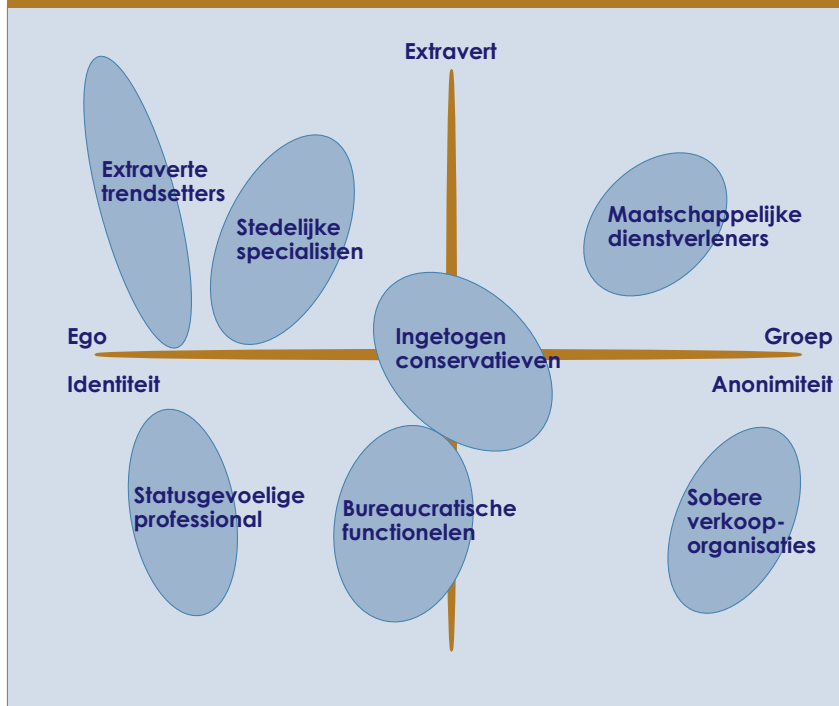 Extravert
Extraverte
trendsetters
Stedelijke
specialisten
Maatschappelijke
dienstverleners
Ego
Groep
Ingetogen
conservatieven
Identiteit
Anonimiteit
Statusgevoelige
professional
Bureaucratische
functionelen
Sobere
verkoop-
organisaties